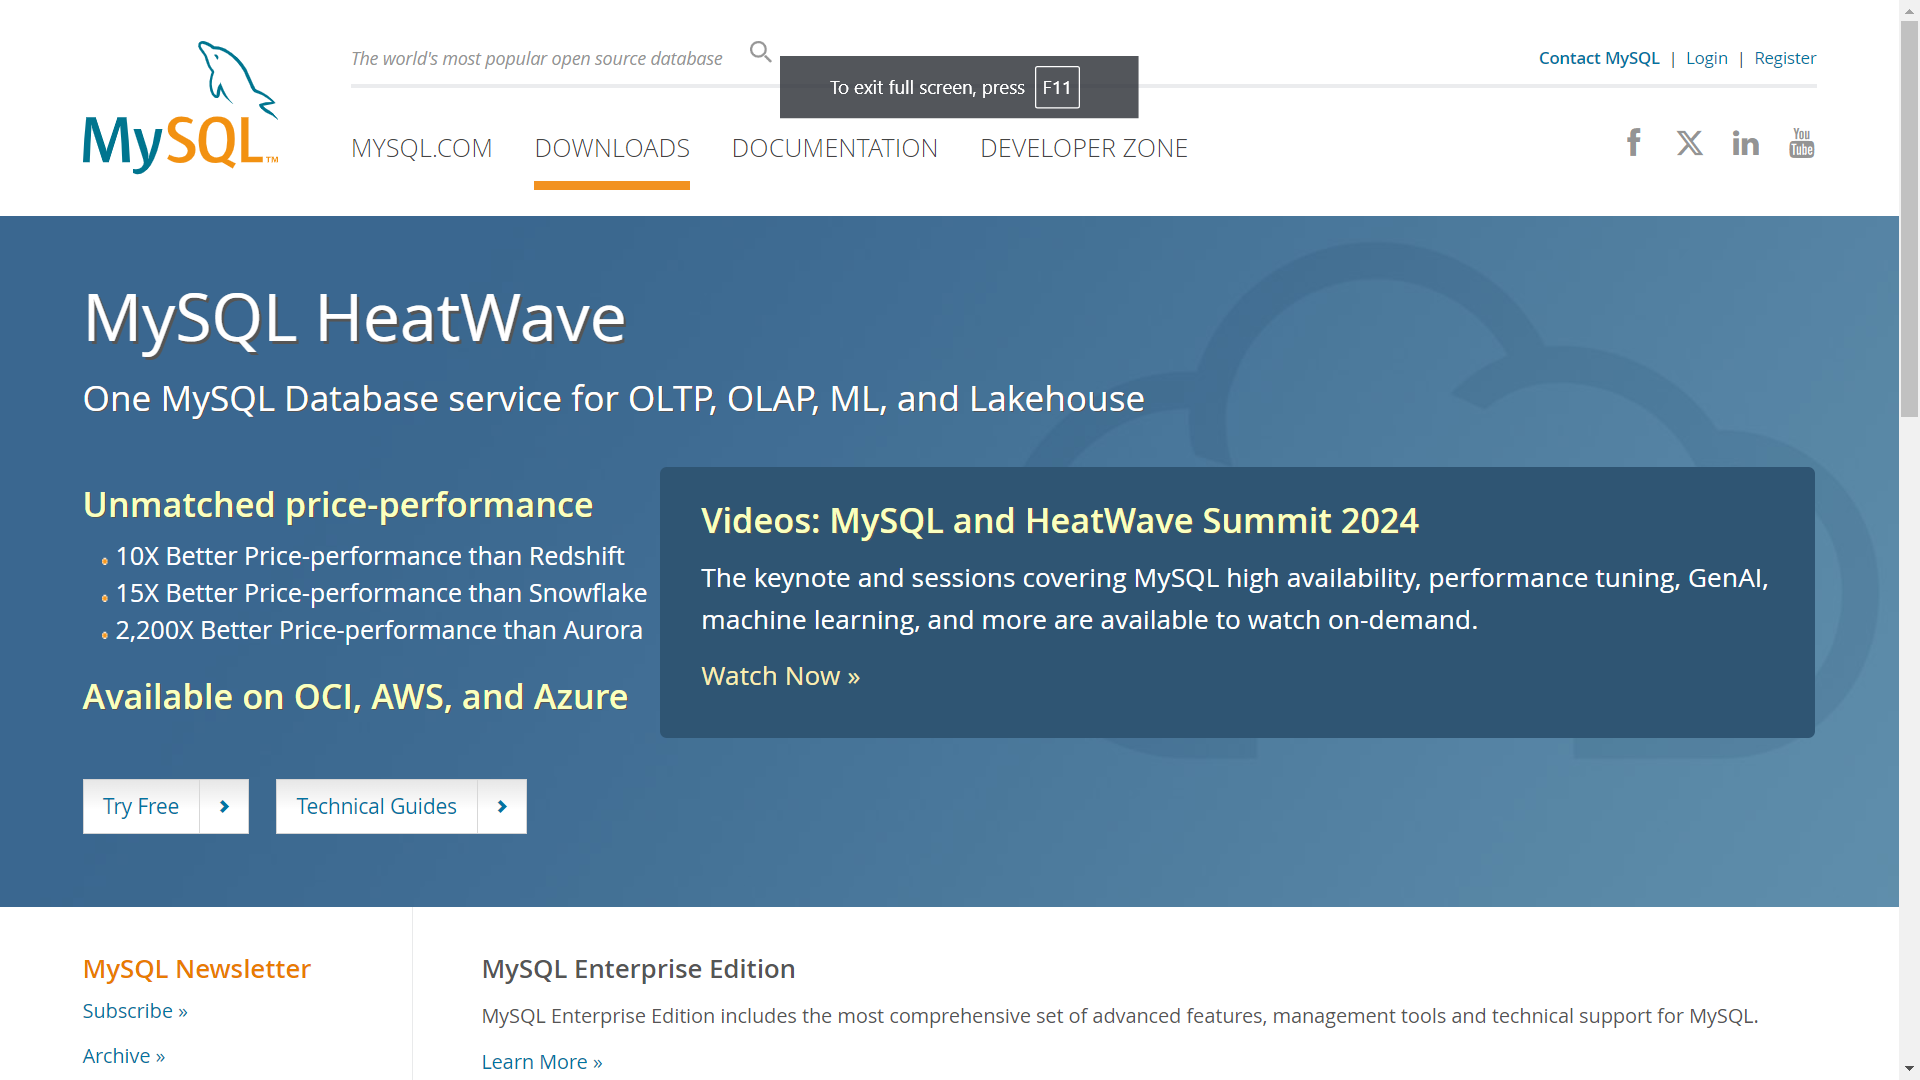 The world's most popular open source database
Contact MySQL | Login | Register
To exit full screen, press F11
MySQL™
MYSQL.COM DOWNLOADS DOCUMENTATION DEVELOPER ZONE
f X in You Tube
MySQL HeatWave
One MySQL Database service for OLTP, OLAP, ML, and Lakehouse
Unmatched price-performance
10X Better Price-performance than Redshift
15X Better Price-performance than Snowflake
2,200X Better Price-performance than Aurora
Available on OCI, AWS, and Azure
Try Free
Technical Guides
Videos: MySQL and HeatWave Summit 2024
The keynote and sessions covering MySQL high availability, performance tuning, GenAI,
machine learning, and more are available to watch on-demand.
Watch Now »
MySQL Newsletter
Subscribe »
Archive »
MySQL Enterprise Edition
MySQL Enterprise Edition includes the most comprehensive set of advanced features, management tools and technical support for MySQL.
Learn More »